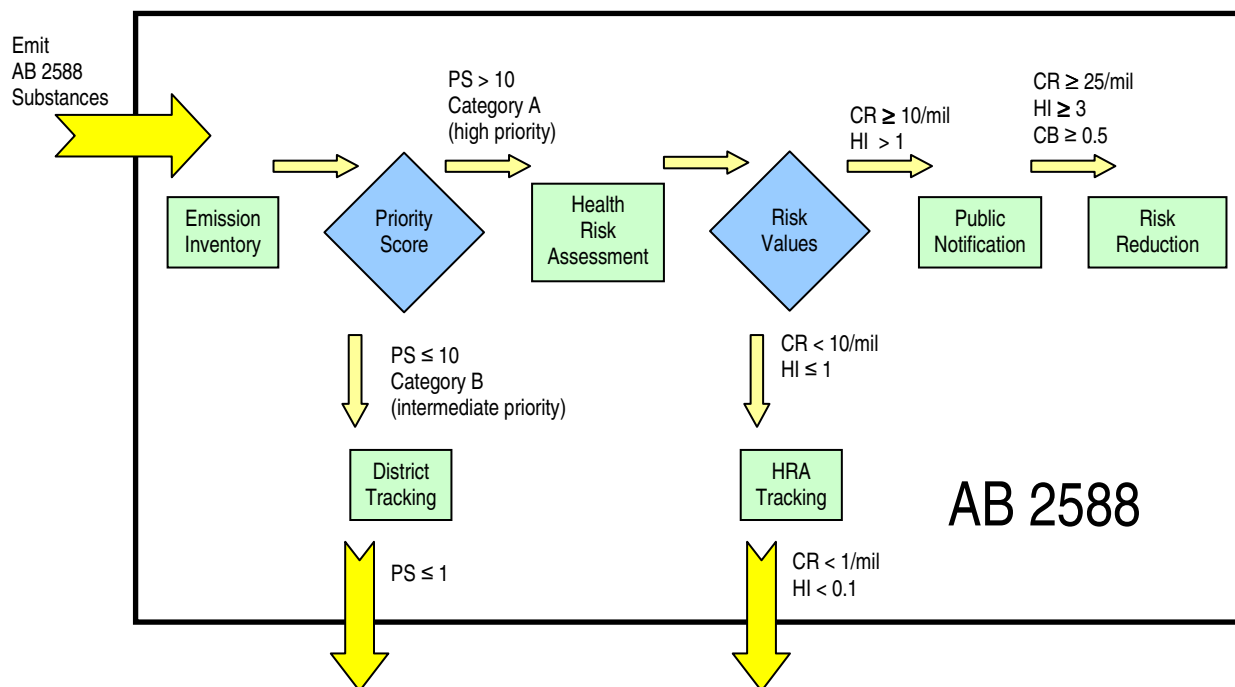 Emit
AB 2588
Substances
PS > 10
Category A
(high priority)
CR ≥ 10/mil
HI > 1
CR ≥ 25/mil
HI ≥ 3
CB ≥ 0.5
Emission
Inventory
Priority
Score
Health
Risk
Assessment
Risk
Values
Public
Notification
Risk
Reduction
PS ≤ 10
Category B
(intermediate priority)
CR < 10/mil
HI ≤ 1
District
Tracking
HRA
Tracking
AB 2588
PS ≤ 1
CR < 1/mil
HI < 0.1